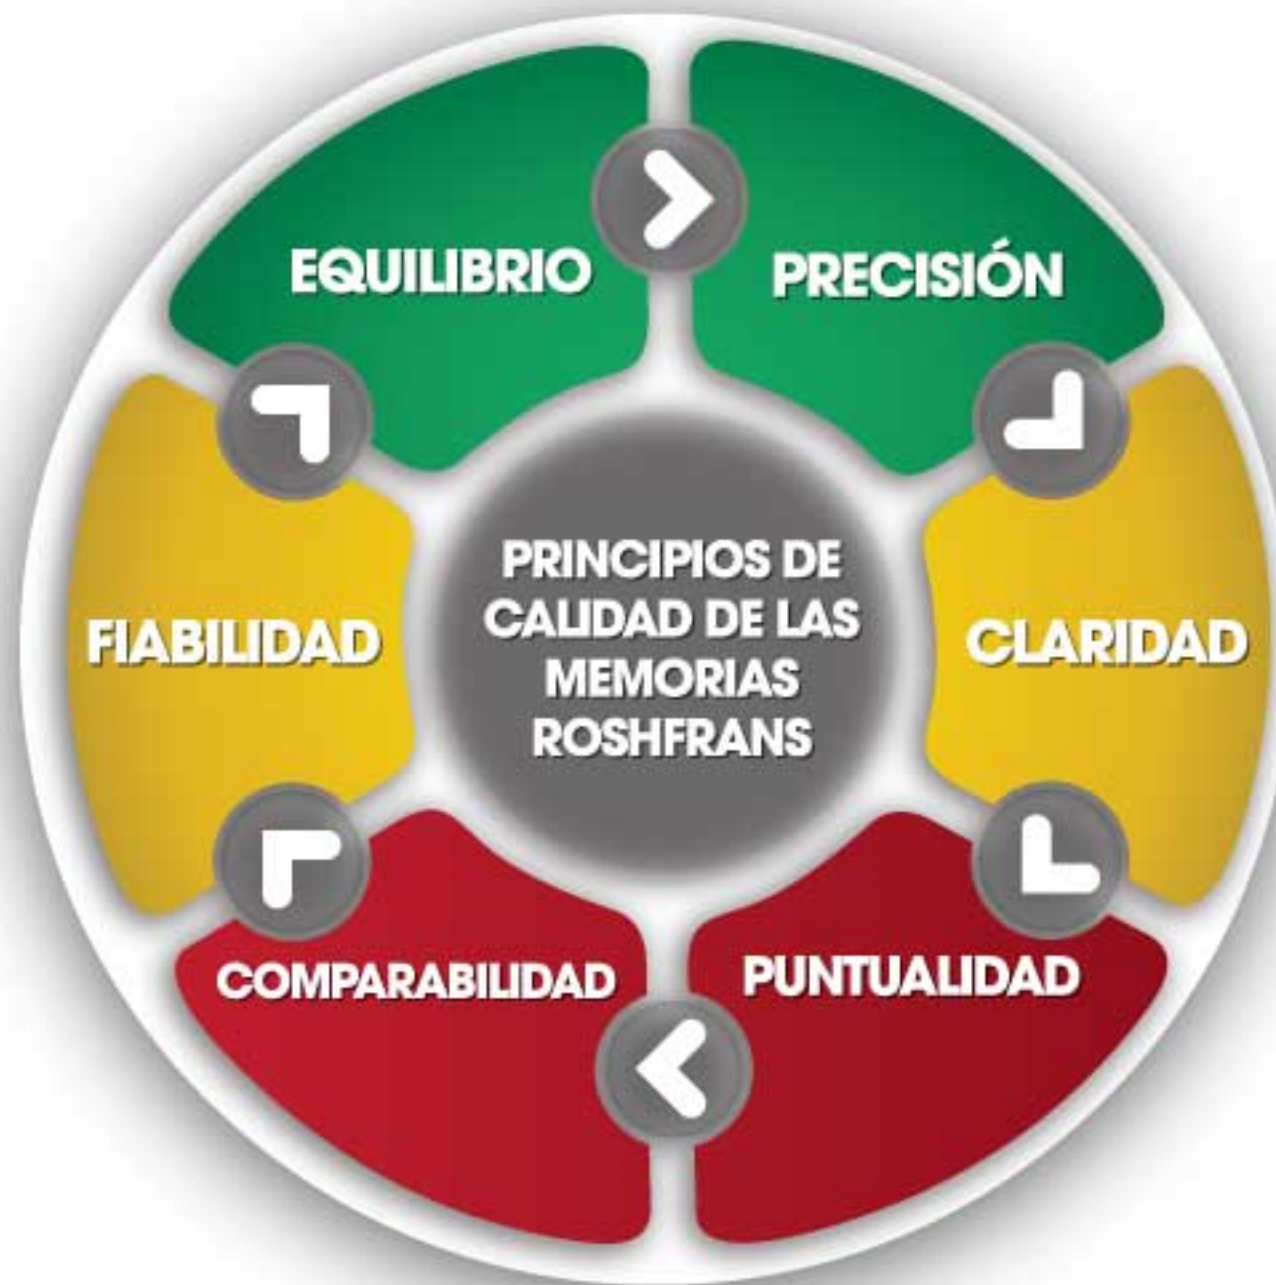 EQUILIBRIO
PRECISIÓN
FIABILIDAD
PRINCIPIOS DE
CALIDAD DE LAS
MEMORIAS
ROSHFRANS
CLARIDAD
COMPARABILIDAD
PUNTUALIDAD